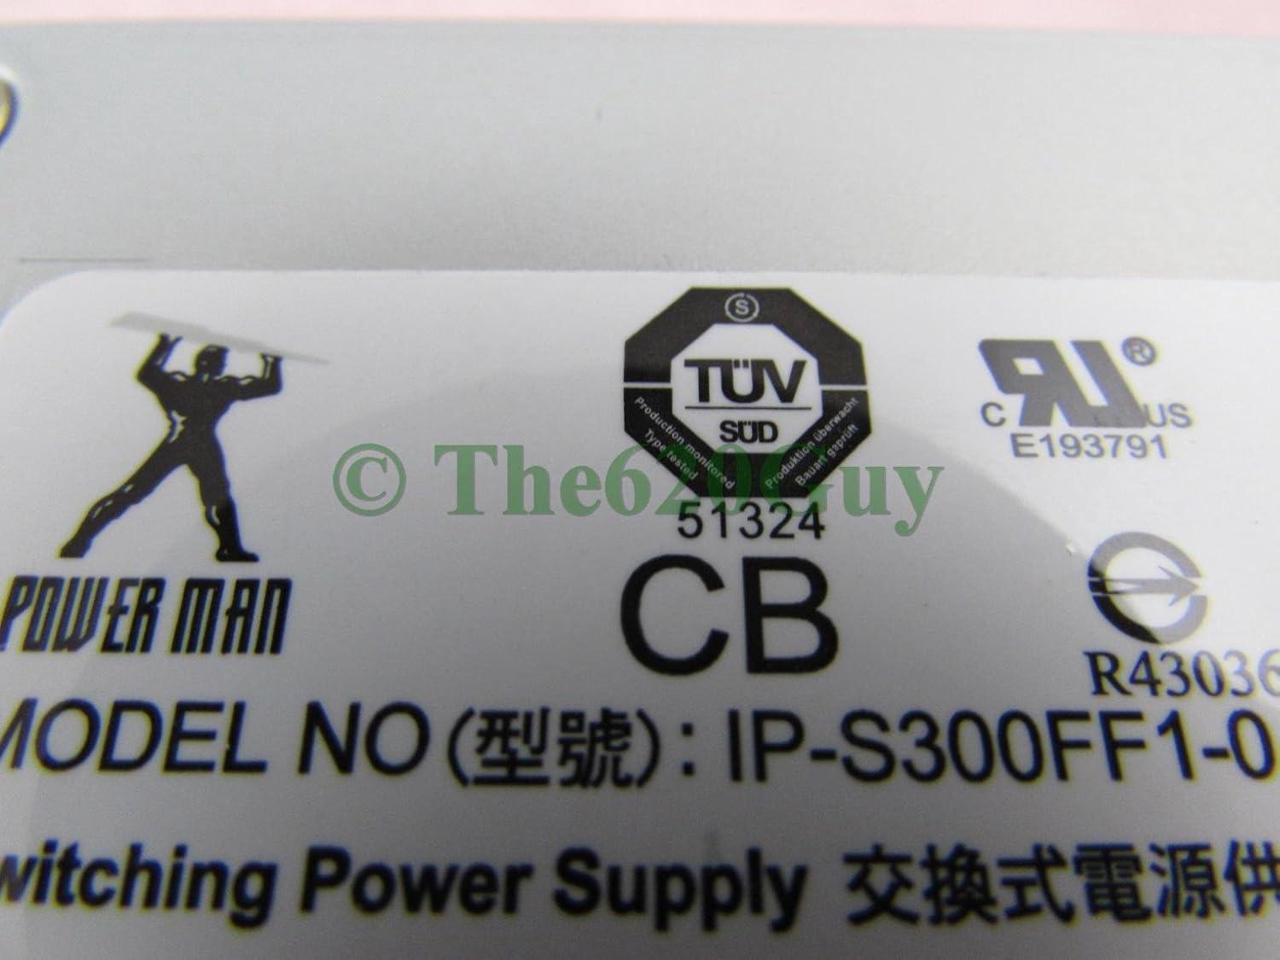 S
TÜV
SÜD
Production monitored
Type tested
Produktion überwacht
Bauart geprüft
51324
CB
C RU US ®
E193791
R43036
POWER MAN
© The620Guy
MODEL NO(型號): IP-S300FF1-0
witching Power Supply 交換式電源供